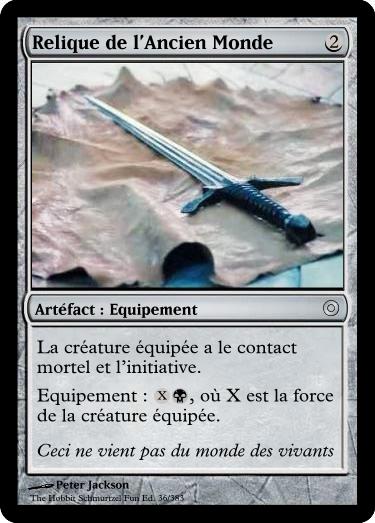 Relique de l'Ancien Monde 2
Artéfact : Equipement
La créature équipée a le contact
mortel et l'initiative.
Equipement : X, où X est la force
de la créature équipée.
Ceci ne vient pas du monde des vivants
Peter Jackson
The Hobbit Schmurtzel Fun Ed. 36/383